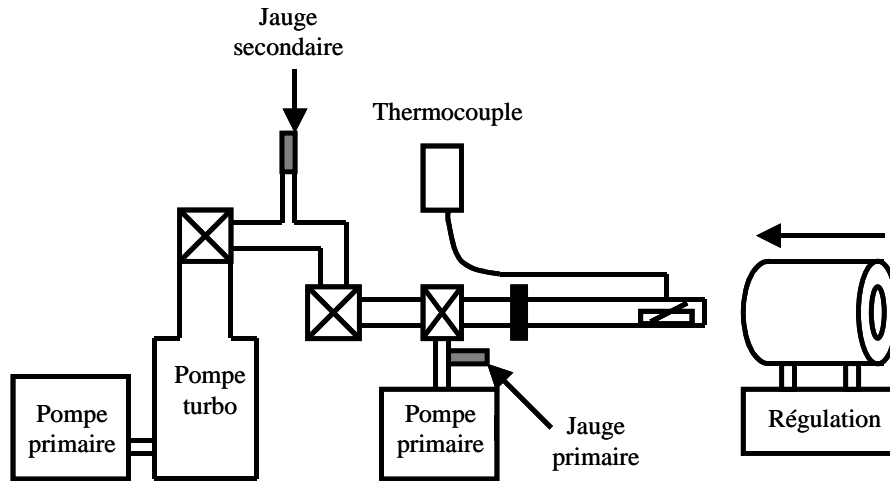 Jauge
secondaire
Thermocouple
Pompe
turbo
Pompe
primaire
Pompe
primaire
Jauge
primaire
Régulation